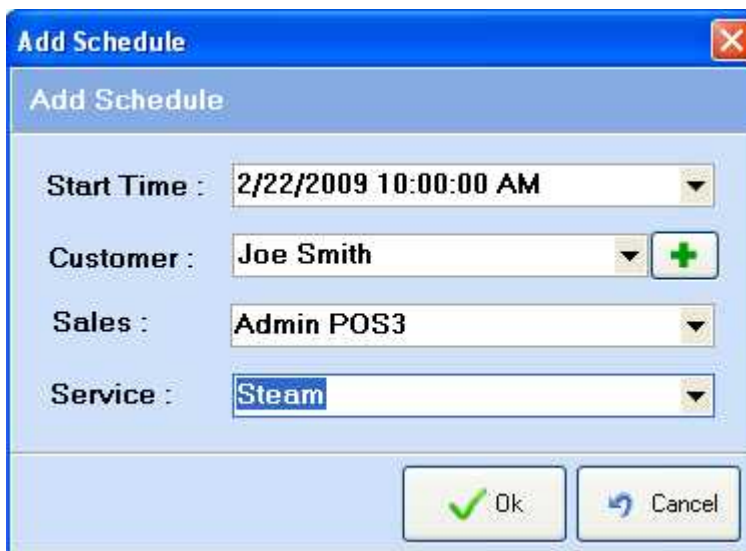 Add Schedule
Add Schedule
Start Time : 2/22/2009 10:00:00 AM
Customer : Joe Smith
Sales : Admin POS3
Service : Steam
Ok Cancel